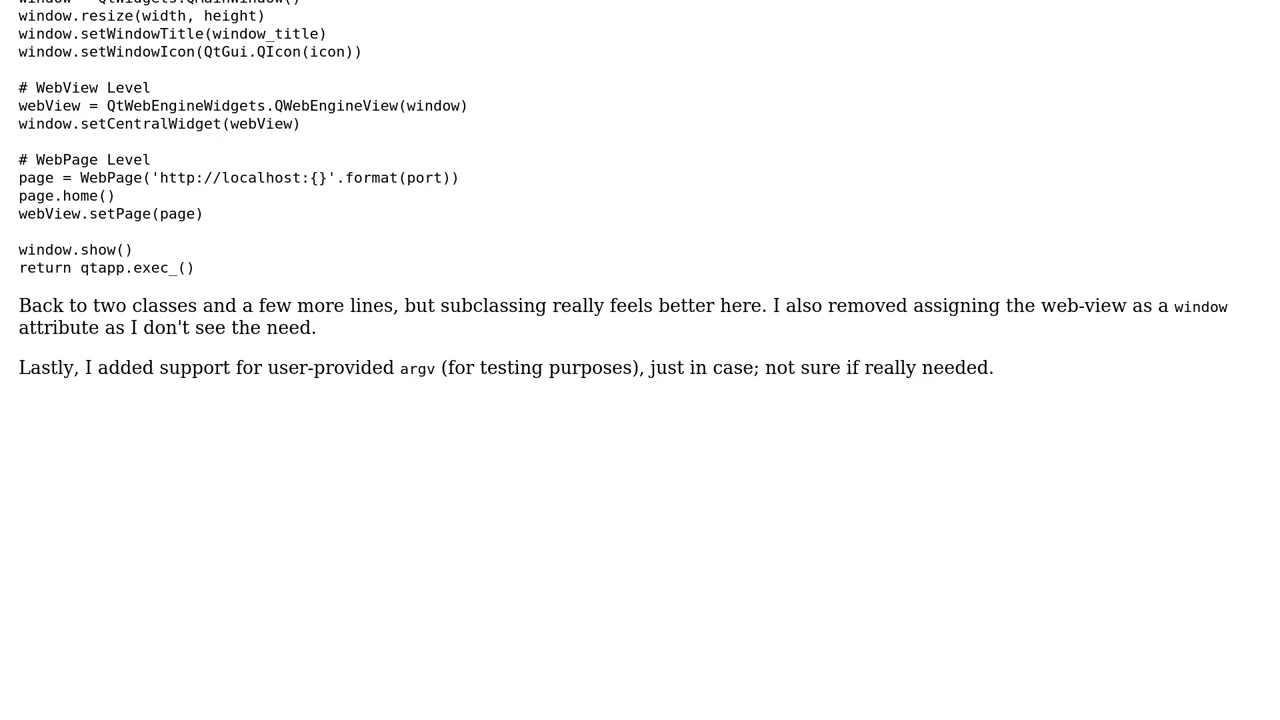 window = QtWidgets.QMainWindow()
window.resize(width, height)
window.setWindowTitle(window_title)
window.setWindowIcon(QtGui.QIcon(icon))
# WebView Level
webView = QtWebEngineWidgets.QWebEngineView(window)
window.setCentralWidget(webView)
# WebPage Level
page = WebPage('http://localhost:{}'.format(port))
page.home()
webView.setPage(page)
window.show()
return qtapp.exec_()
Back to two classes and a few more lines, but subclassing really feels better here. I also removed assigning the web-view as a window
attribute as I don't see the need.
Lastly, I added support for user-provided argv (for testing purposes), just in case; not sure if really needed.